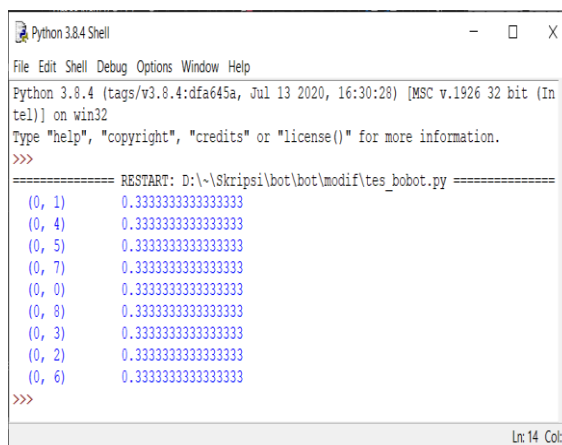 Python 3.8.4 Shell
File Edit Shell Debug Options Window Help
Python 3.8.4 (tags/v3.8.4:dfa645a, Jul 13 2020, 16:30:28) [MSC v.1926 32 bit (In
tel)] on win32
Type "help", "copyright", "credits" or "license()" for more information.
>>>
=============== RESTART: D:\~\Skripsi\bot\bot\modif\tes_bobot.py ===============
  (0, 1)        0.3333333333333333
  (0, 4)        0.3333333333333333
  (0, 5)        0.3333333333333333
  (0, 7)        0.3333333333333333
  (0, 0)        0.3333333333333333
  (0, 8)        0.3333333333333333
  (0, 3)        0.3333333333333333
  (0, 2)        0.3333333333333333
  (0, 6)        0.3333333333333333
>>>
Ln: 14 Col: